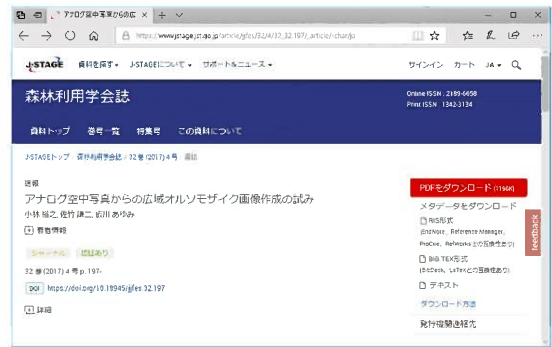 アナログ空中写真からの広
https://www.jstage.jst.go.jp/article/jjfes/32/4/32_32.197/_article/-char/ja
J-STAGE 資料を探す J-STAGEについて サポート&ニュース サインイン カート JA
森林利用学会誌
Online ISSN : 2189-6658
Print ISSN : 1342-3134
資料トップ 巻号一覧 特集号 この資料について
J-STAGEトップ / 森林利用学会誌 / 32 巻 (2017) 4 号 / 書誌
速報
アナログ空中写真からの広域オルソモザイク画像作成の試み
小林 裕之, 佐竹 謙二, 成川 あゆみ
著者情報
ジャーナル 認証あり
32 巻 (2017) 4 号 p. 197-
DOI https://doi.org/10.18945/jjfes.32.197
詳細
PDFをダウンロード (1196K)
メタデータをダウンロード
RIS形式
(EndNote、Reference Manager、
ProCite、RefWorksとの互換性あり)
BIB TEX形式
(BibDesk、LaTeXとの互換性あり)
テキスト
ダウンロード方法
発行機関連絡先
feedback